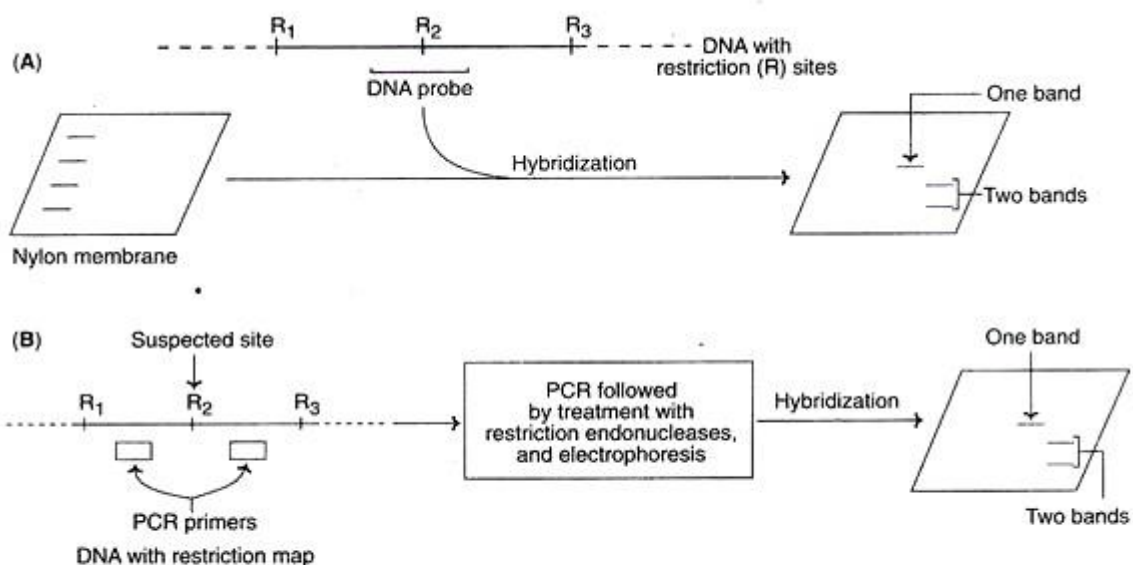 R1 R2 R3
(A)
DNA with
restriction (R) sites
DNA probe
One band
Hybridization
Two bands
Nylon membrane
(B)
Suspected site
R1 R2 R3
PCR followed
by treatment with
restriction endonucleases,
and electrophoresis
Hybridization
One band
Two bands
PCR primers
DNA with restriction map